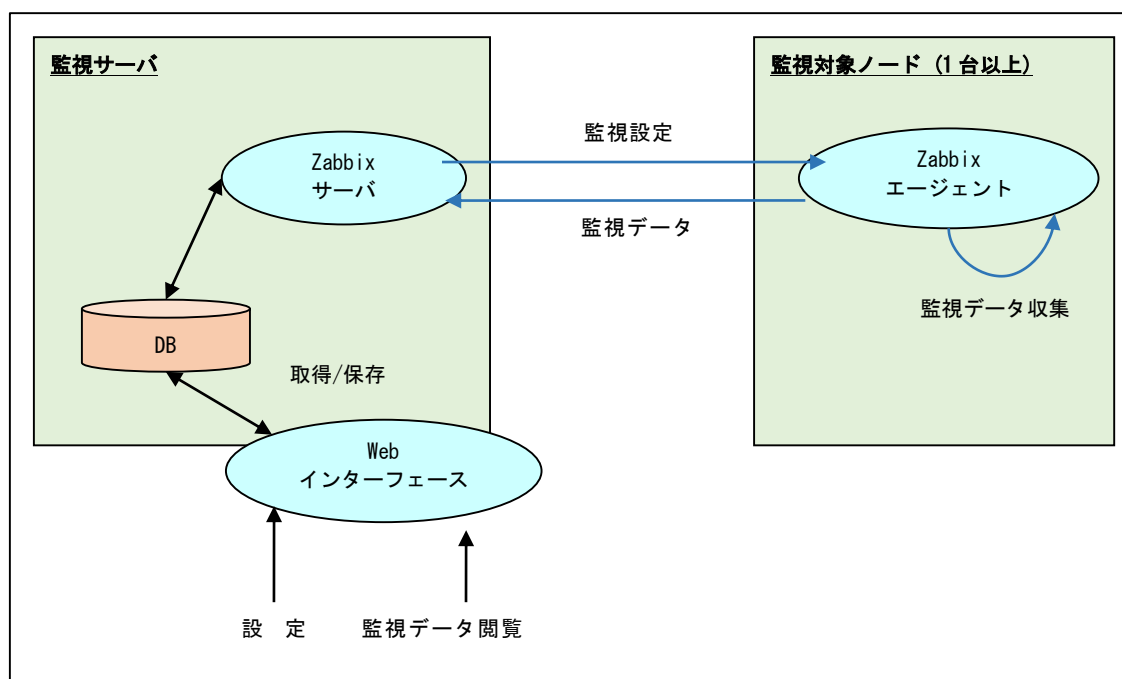 監視サーバ
監視対象ノード (1 台以上)
監視設定
Zabbix
サーバ
Zabbix
エージェント
監視データ
監視データ収集
DB
取得/保存
Web
インターフェース
設　定
監視データ閲覧